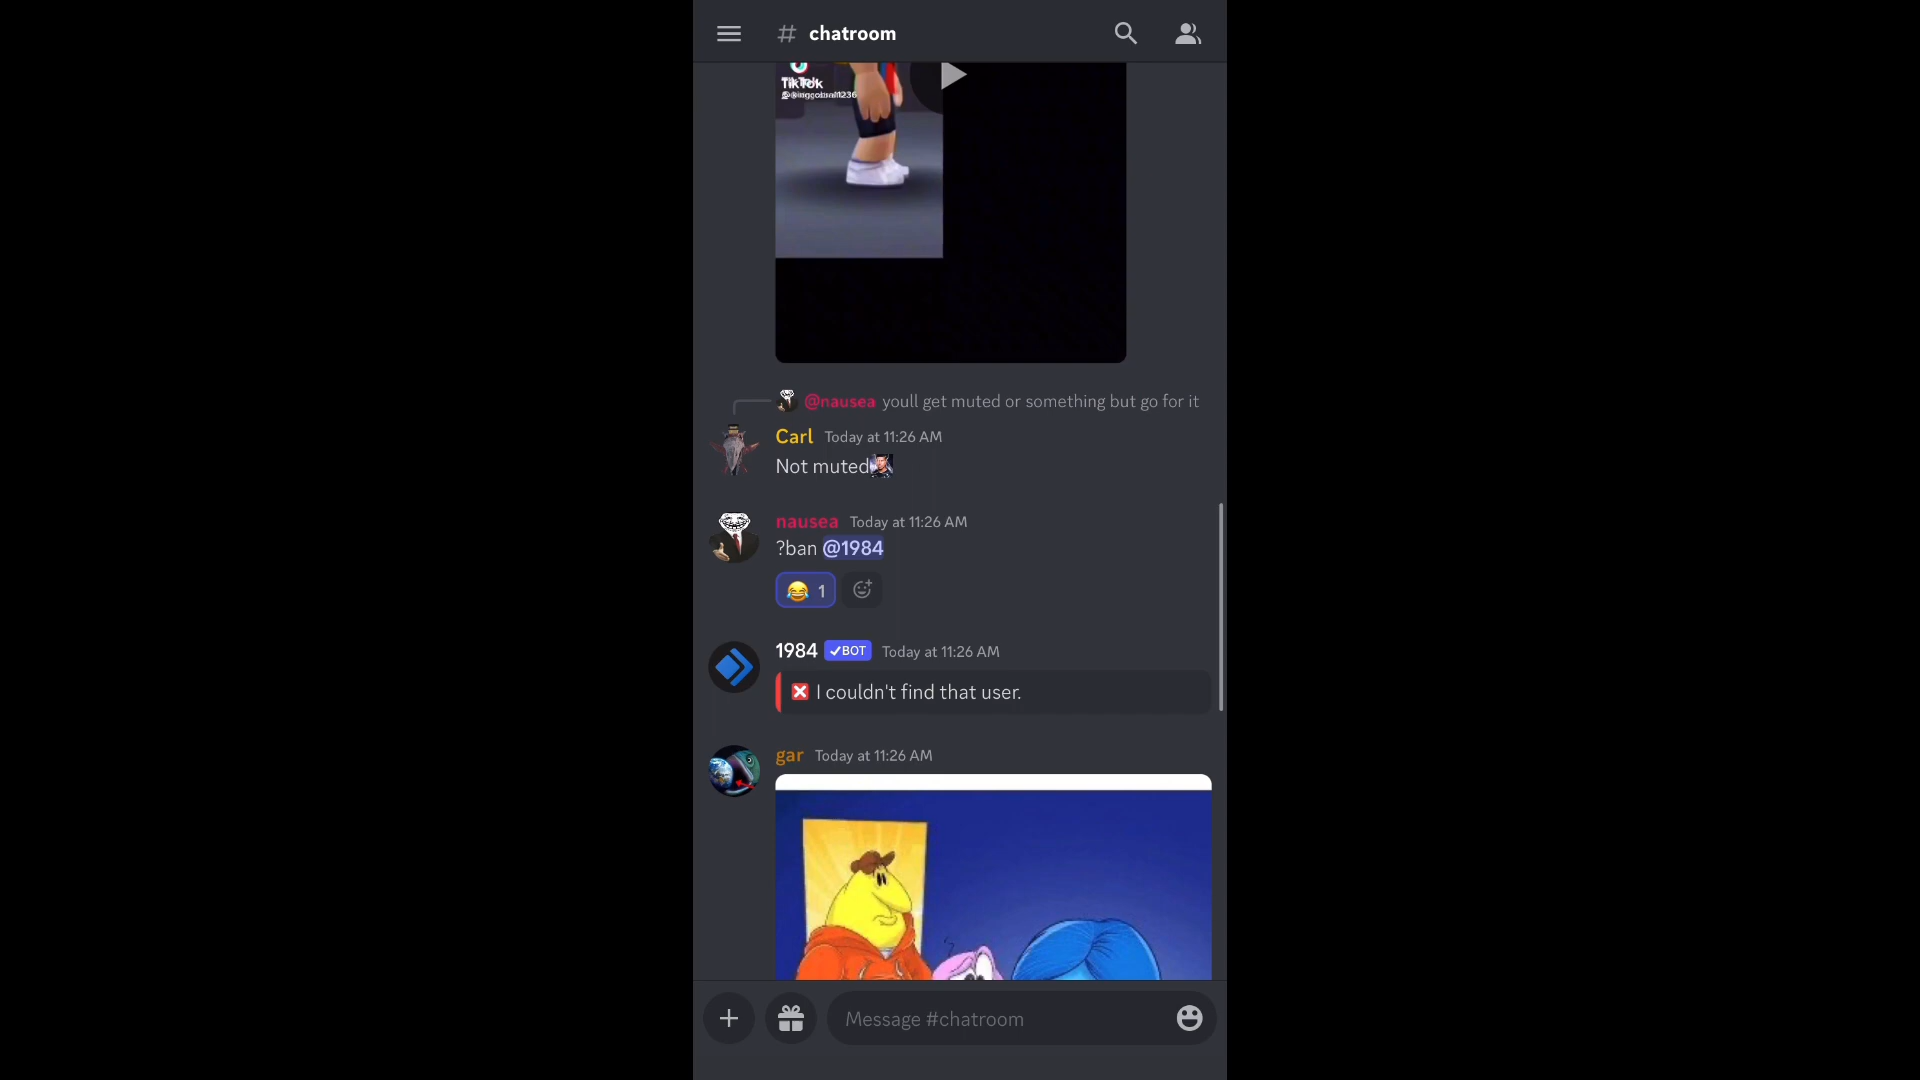 # chatroom
TikTok
@nausea youll get muted or something but go for it
Carl Today at 11:26 AM
Not muted
nausea Today at 11:26 AM
?ban @1984
1
1984 BOT Today at 11:26 AM
I couldn't find that user.
gar Today at 11:26 AM
Message #chatroom